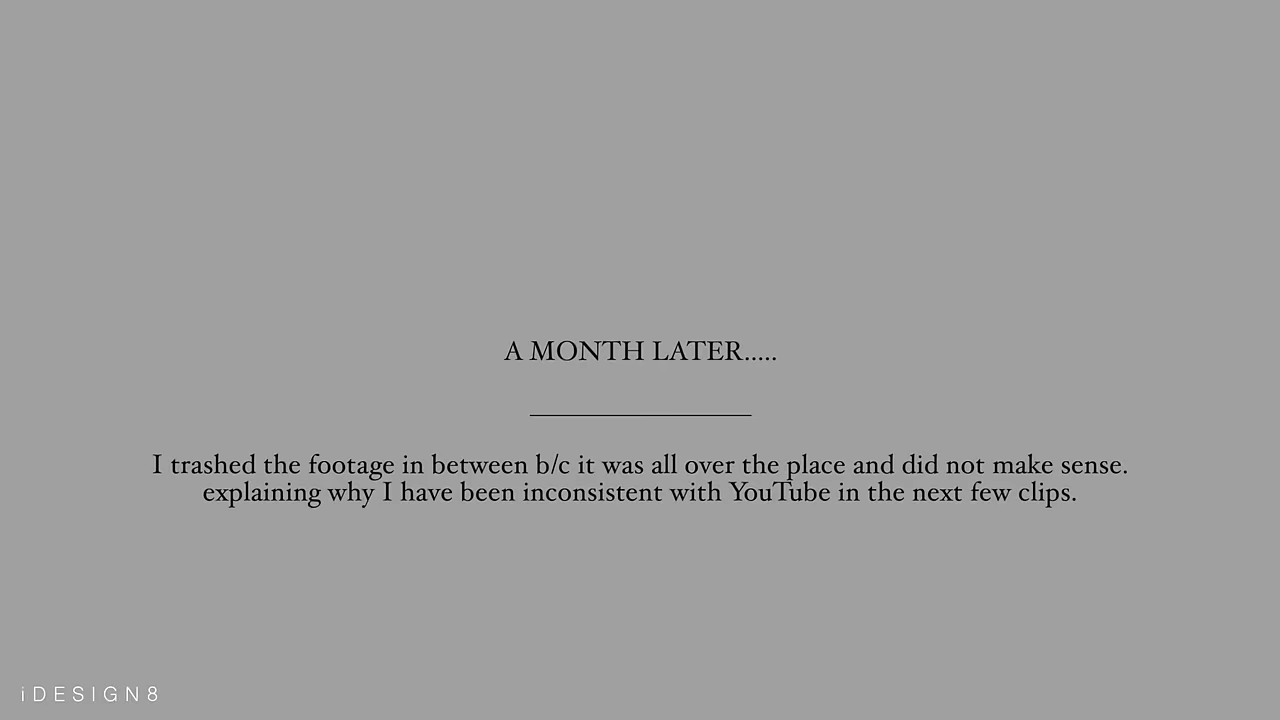 A MONTH LATER.....
I trashed the footage in between b/c it was all over the place and did not make sense.
explaining why I have been inconsistent with YouTube in the next few clips.
iDESIGN8